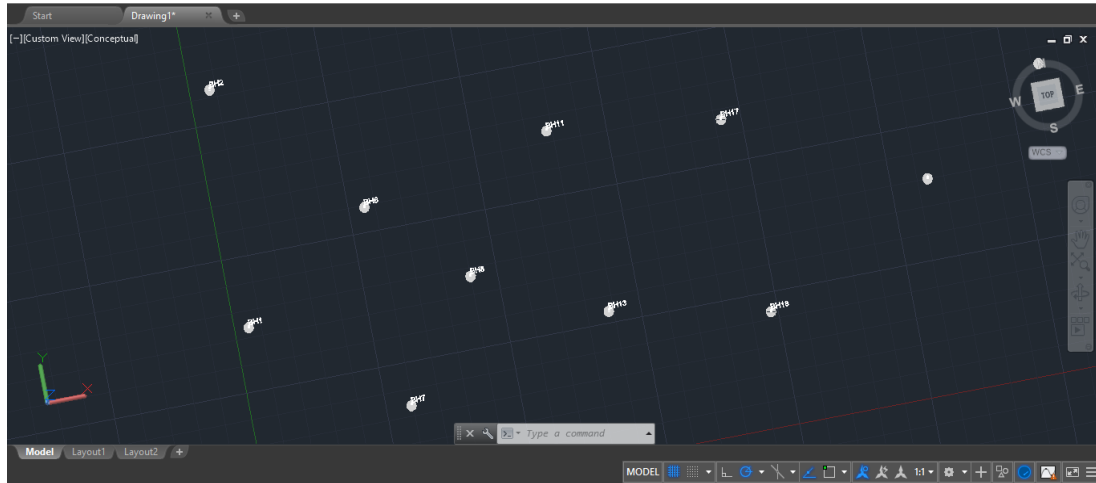 Start
Drawing1*
[−][Custom View][Conceptual]
BH2
BH11
BH17
N
W
TOP
E
S
WCS
BH6
BH8
BH13
BH1
BH7
Type a command
Y
X
Model
Layout1
Layout2
MODEL
1:1